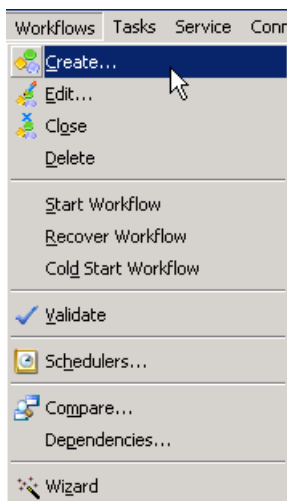 Workflows Tasks Service Conn
Create...
Edit...
Close
Delete
Start Workflow
Recover Workflow
Cold Start Workflow
Validate
Schedulers...
Compare...
Dependencies...
Wizard